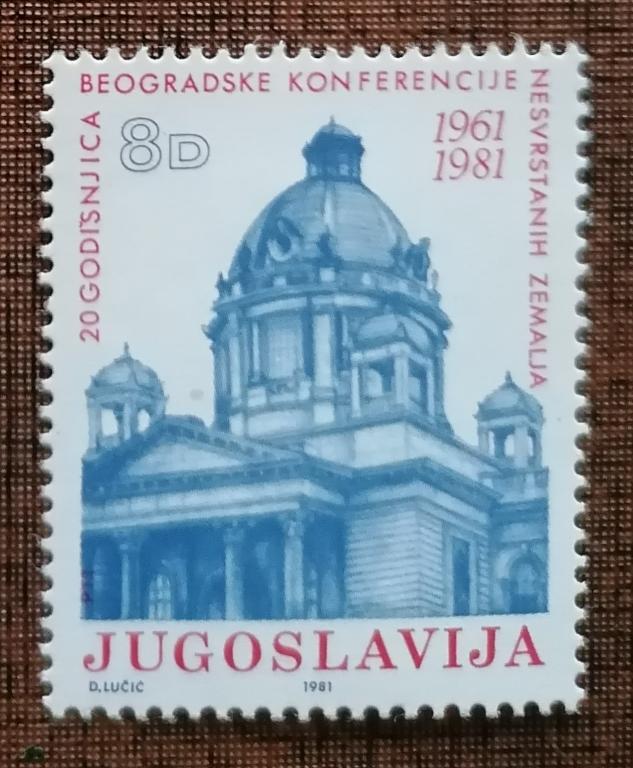 20 GODIŠNJICA
BEOGRADSKE KONFERENCIJE
NESVRSTANIH ZEMALJA
8D
1961
1981
JUGOSLAVIJA
D. LUČIĆ
1981